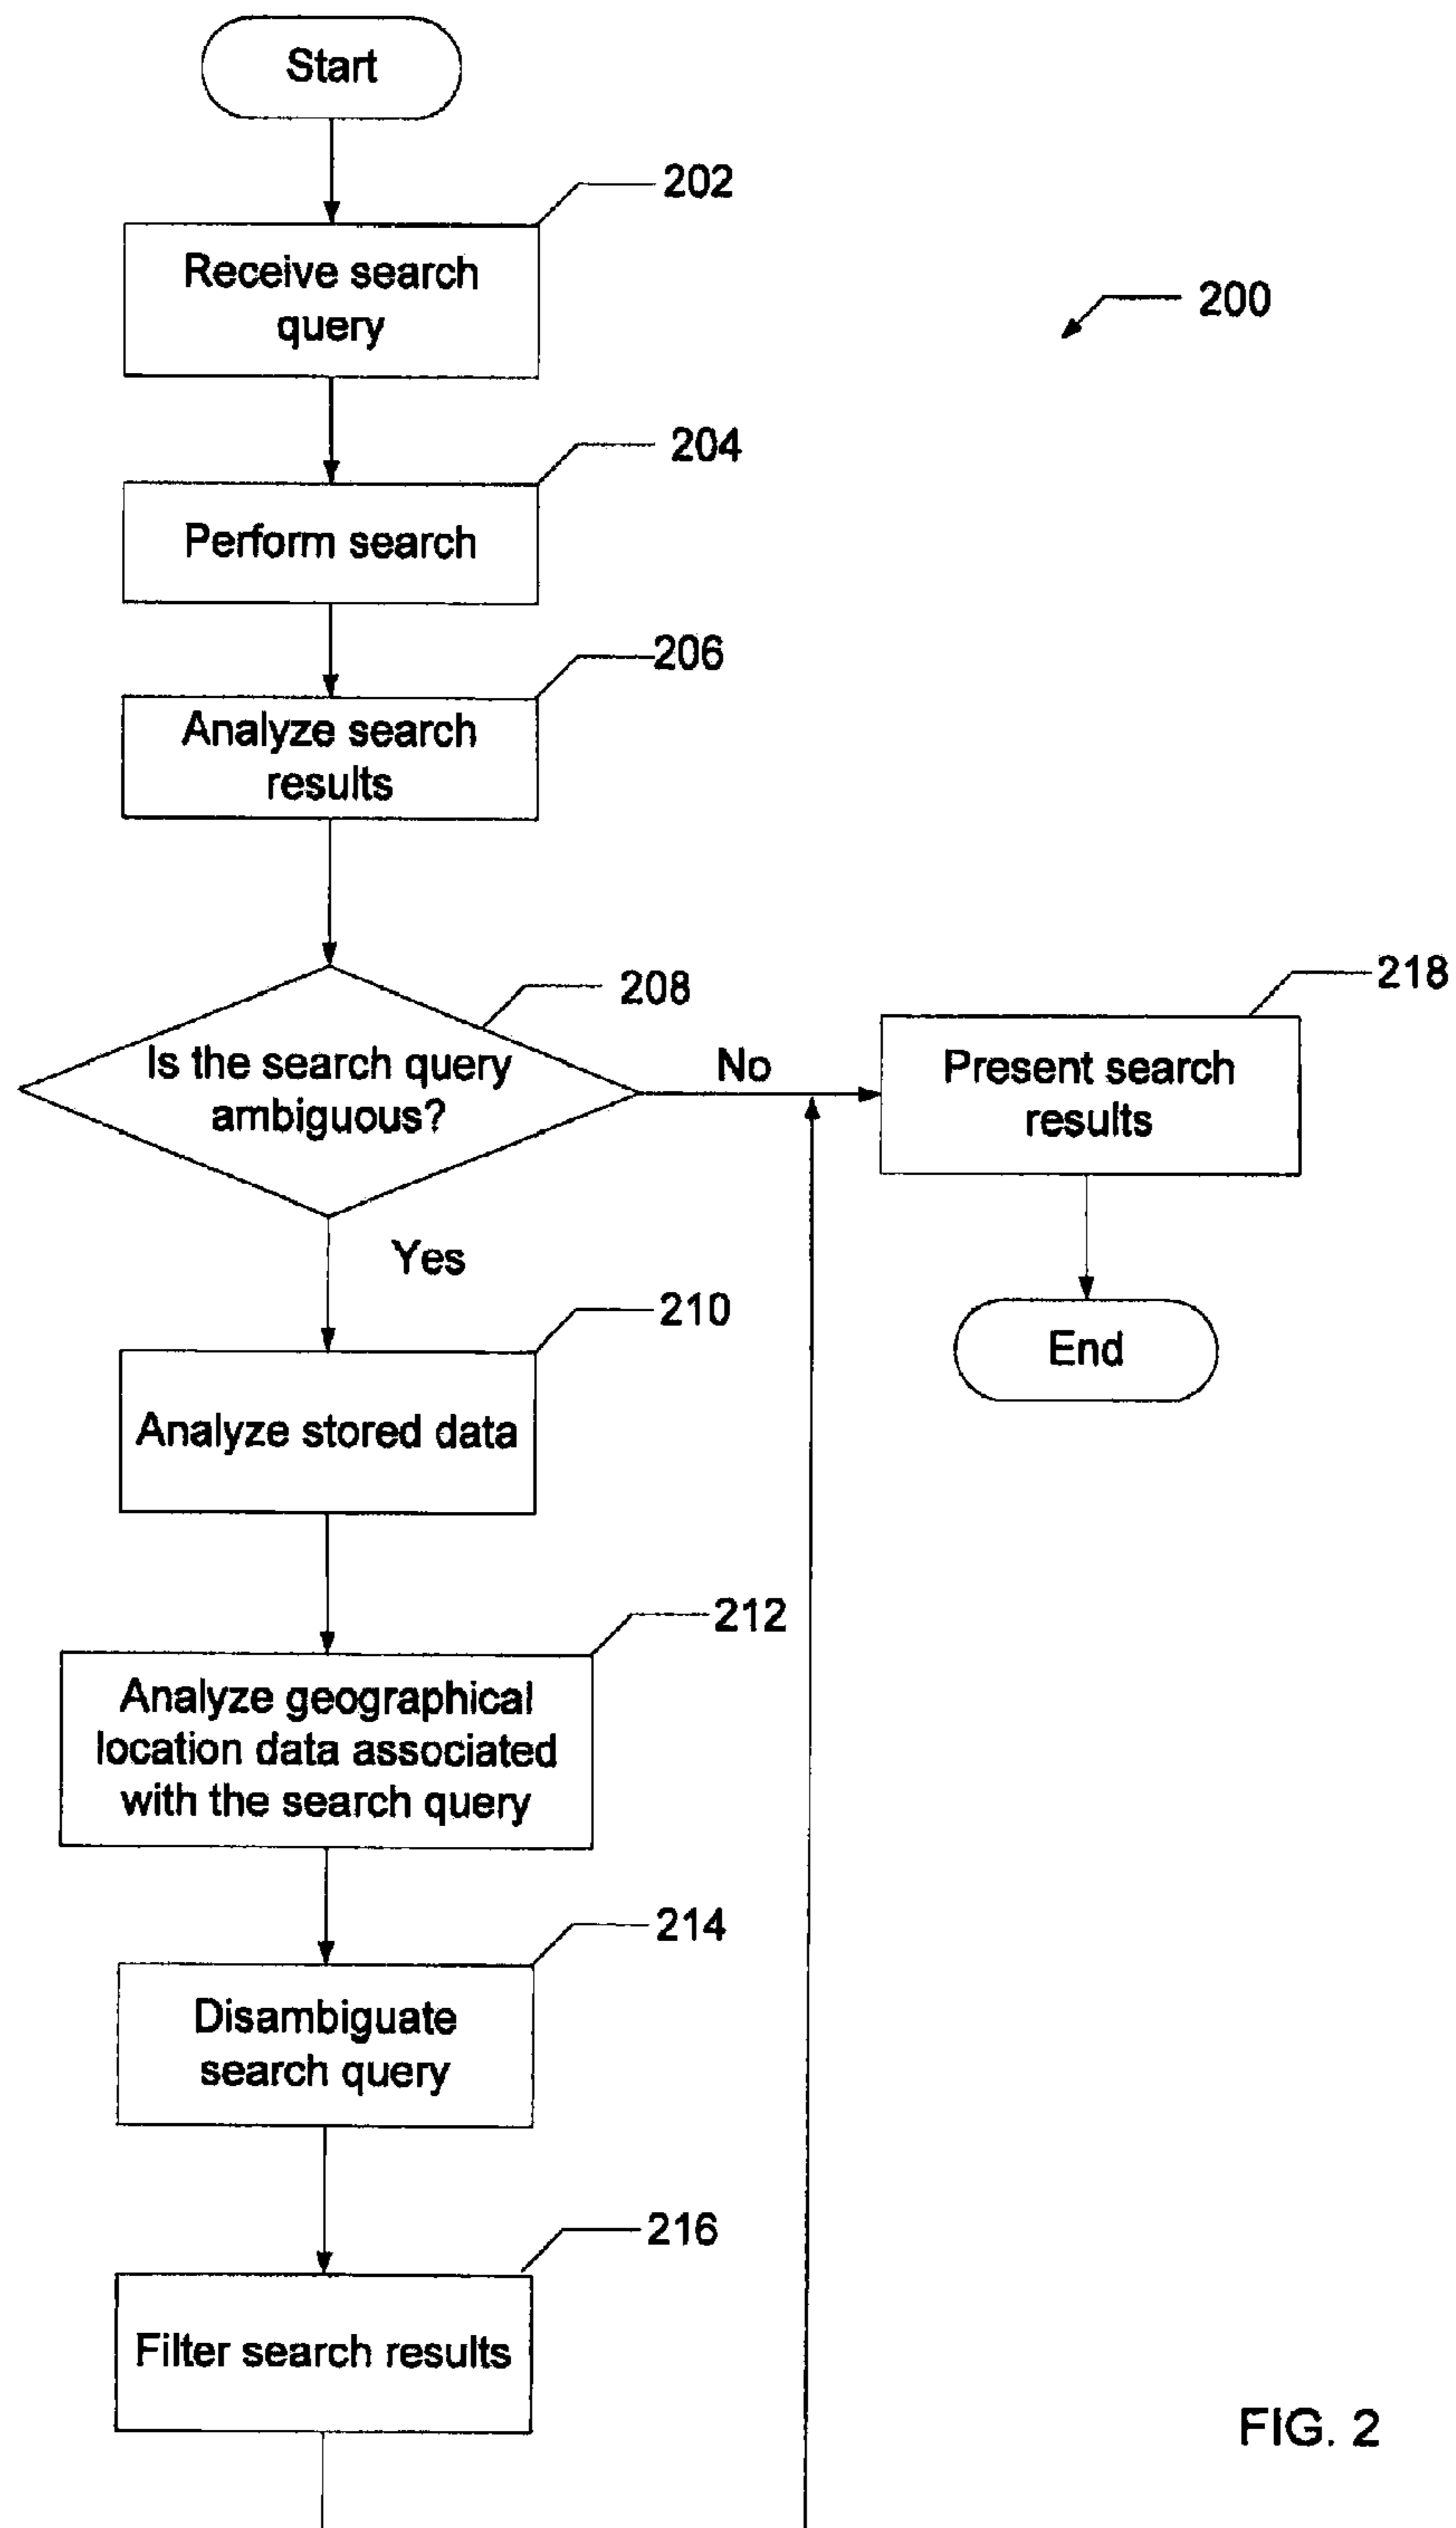 Start
202
Receive search
query
200
204
Perform search
206
Analyze search
results
208
Is the search query
ambiguous?
No
218
Present search
results
Yes
210
Analyze stored data
End
212
Analyze geographical
location data associated
with the search query
214
Disambiguate
search query
216
Filter search results
FIG. 2